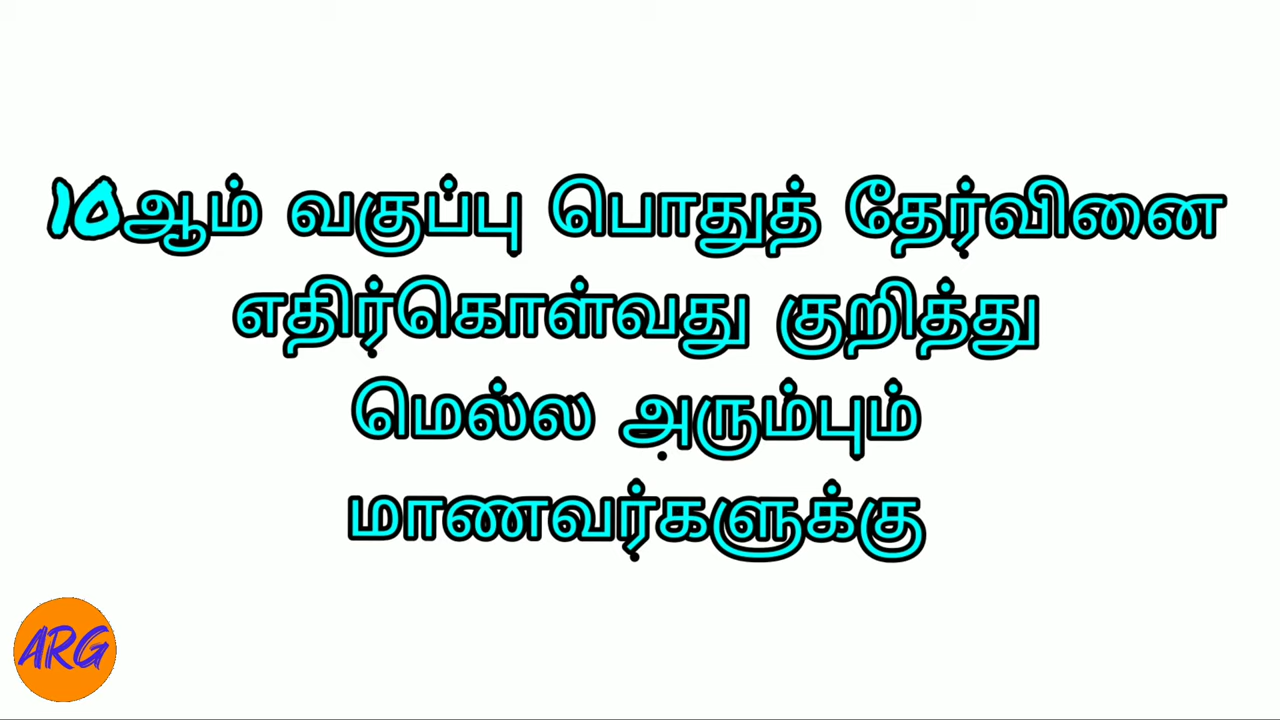 10ஆம் வகுப்பு பொதுத் தேர்வினை
எதிர்கொள்வது குறித்து
மெல்ல அரும்பும்
மாணவர்களுக்கு
ARG